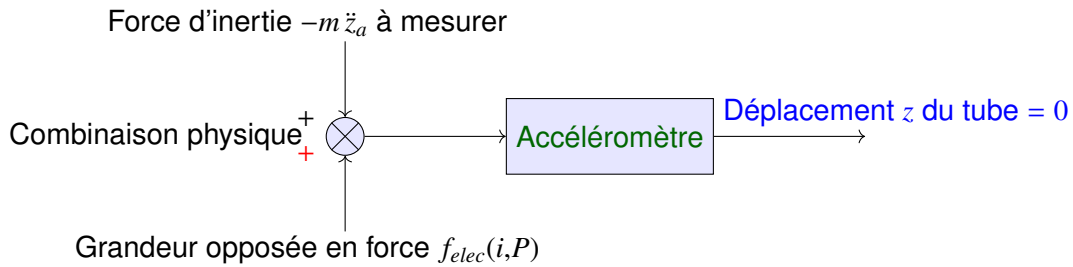 Force d'inertie −m z̈ₐ à mesurer
+
Combinaison physique
+
Accéléromètre
Déplacement z du tube = 0
Grandeur opposée en force f_elec(i,P)